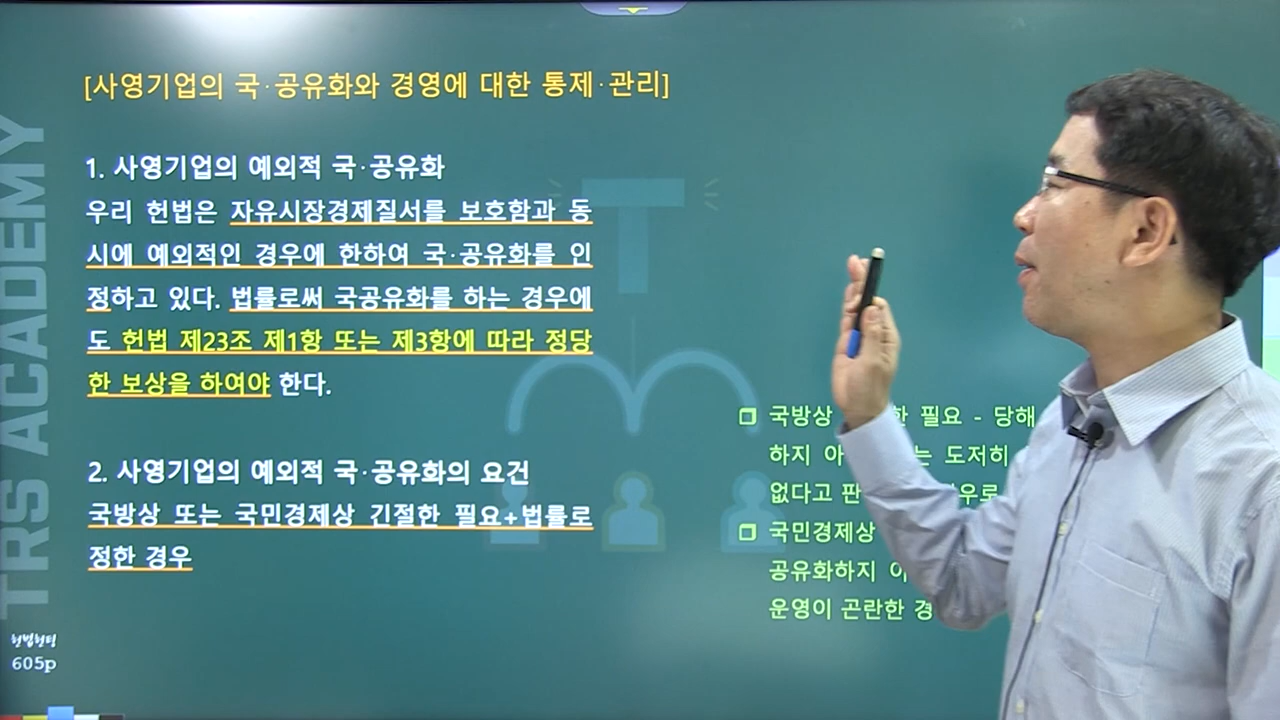 [사영기업의 국·공유화와 경영에 대한 통제·관리]
1. 사영기업의 예외적 국·공유화
우리 헌법은 자유시장경제질서를 보호함과 동
시에 예외적인 경우에 한하여 국·공유화를 인
정하고 있다. 법률로써 국공유화를 하는 경우에
도 헌법 제23조 제1항 또는 제3항에 따라 정당
한 보상을 하여야 한다.
2. 사영기업의 예외적 국·공유화의 요건
국방상 또는 국민경제상 긴절한 필요+법률로
정한 경우
국방상 필요 - 당해
하지 도저히
없다고
국민경제상
공유화하지
운영이 곤란한
TRS ACADEMY
헌법헌터
605p